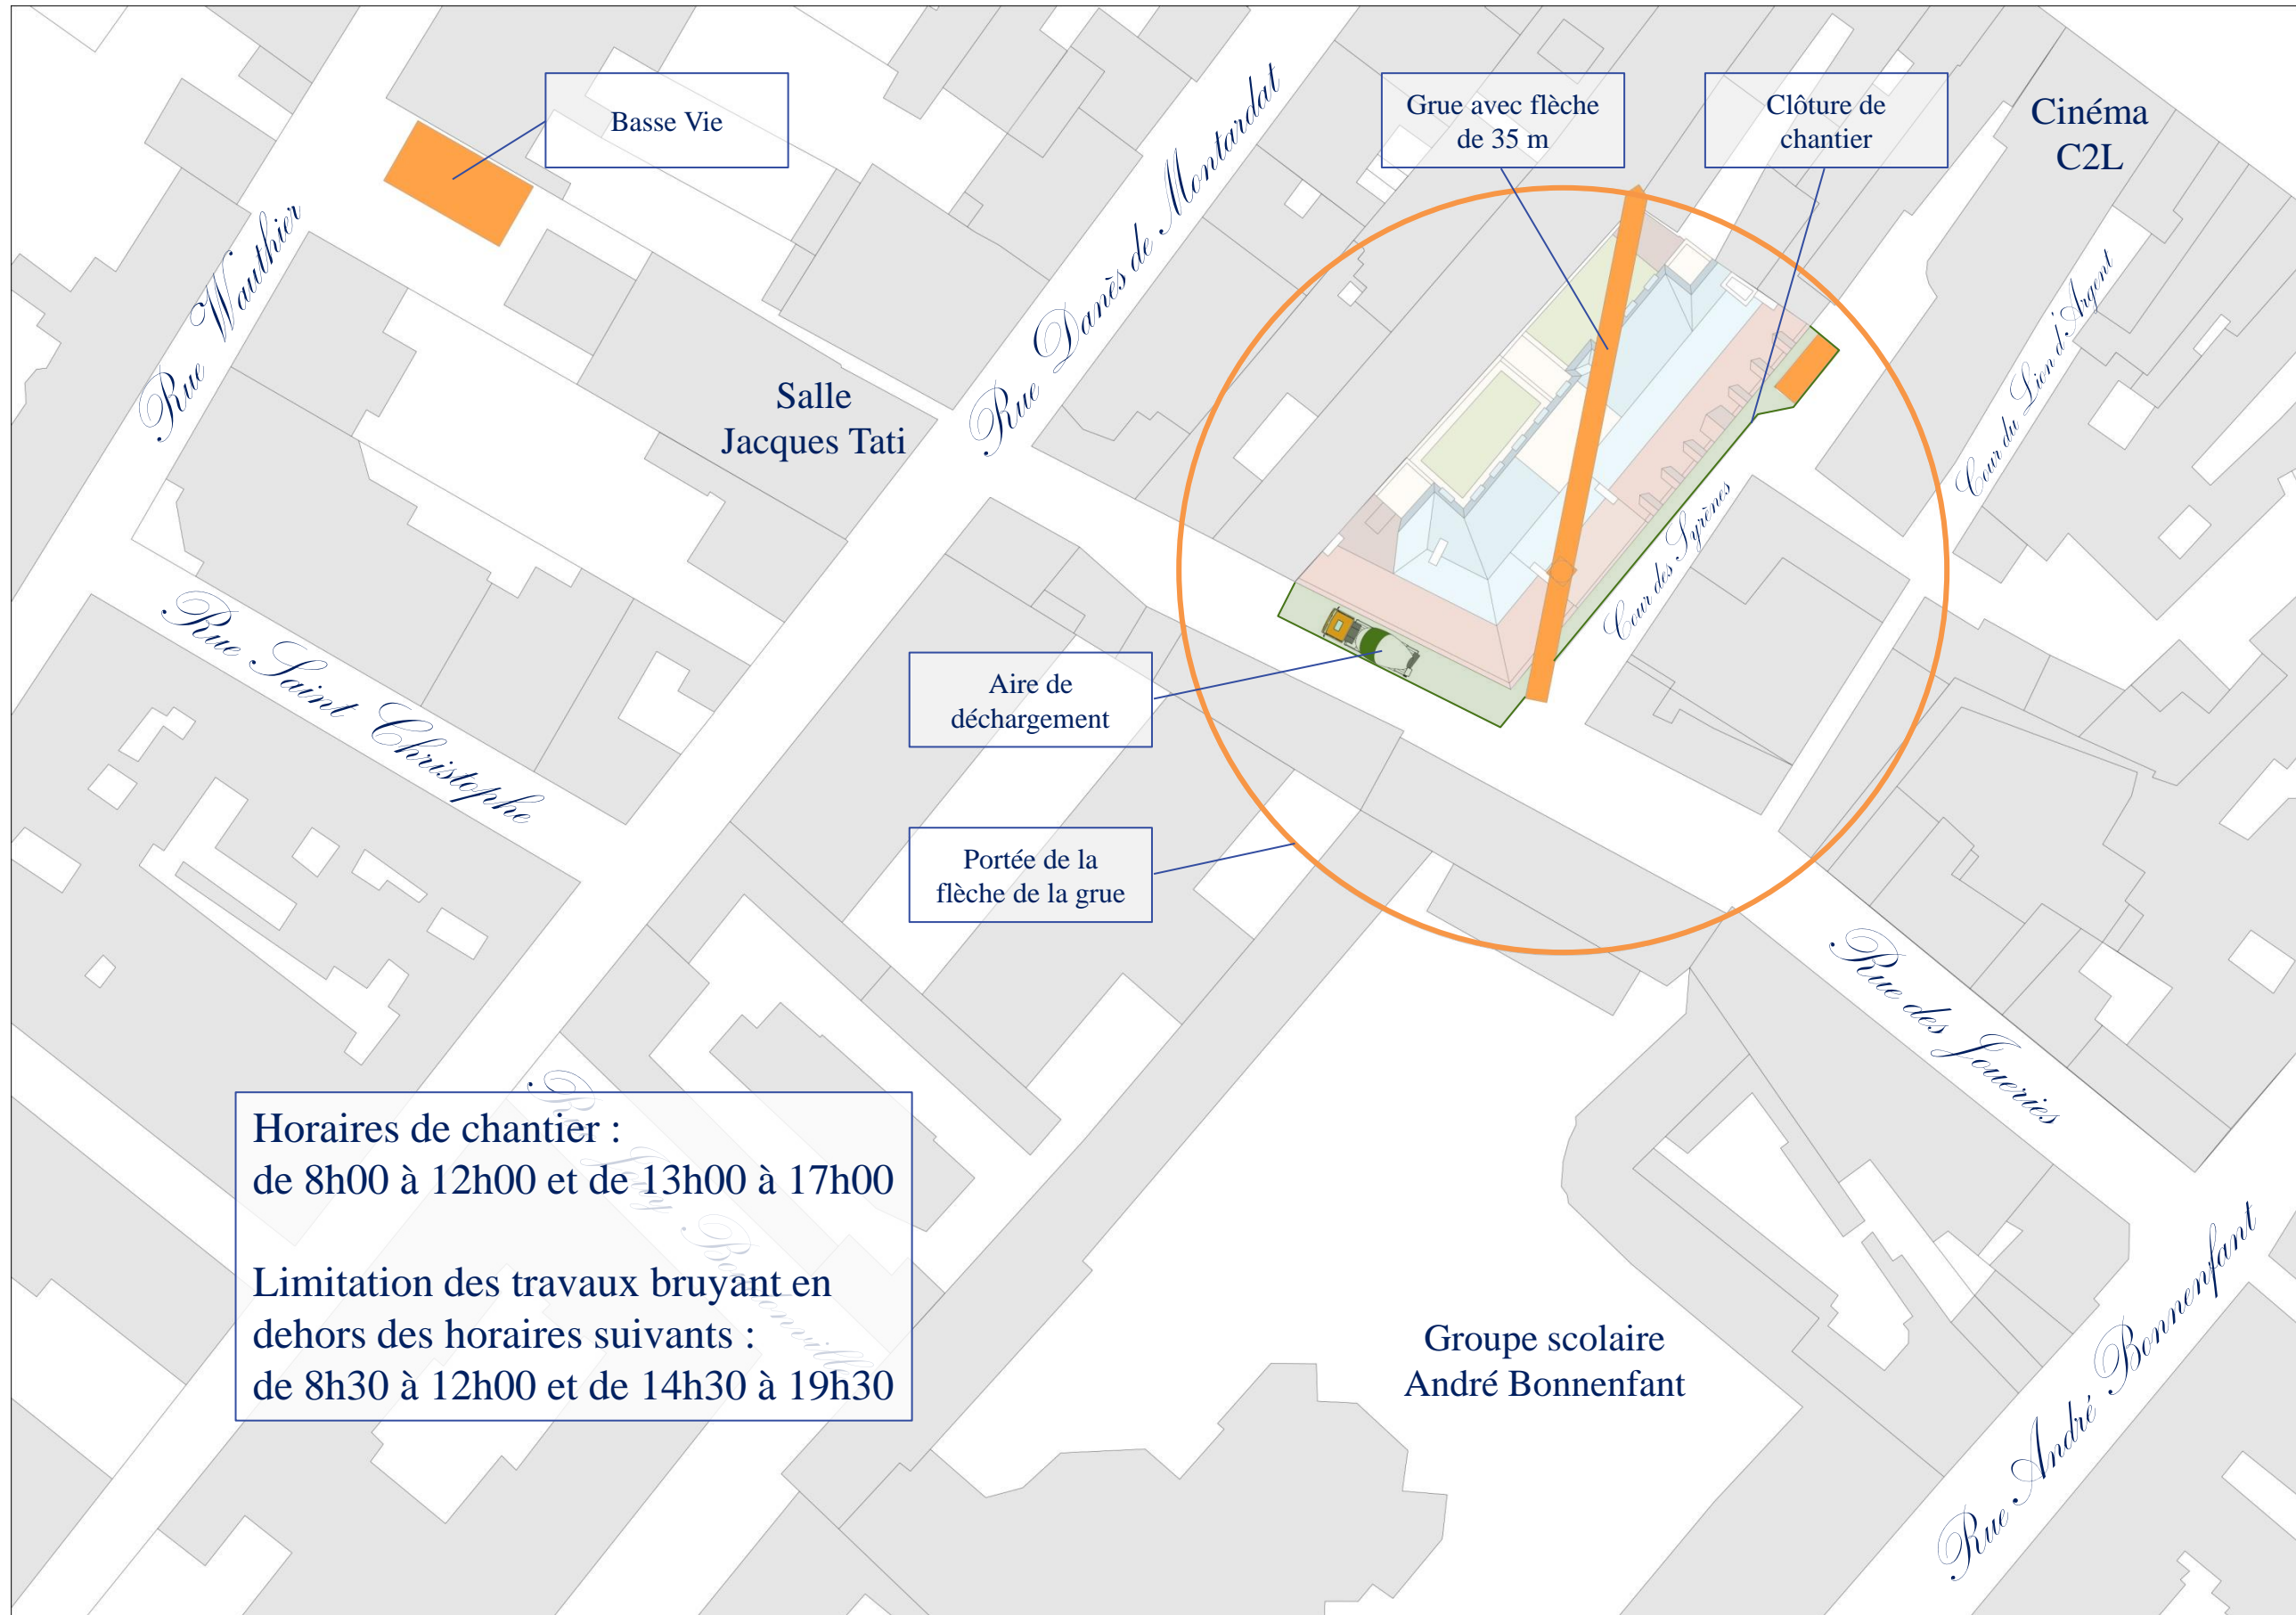 Basse Vie
Grue avec flèche
de 35 m
Clôture de
chantier
Cinéma
C2L
Rue Wauthier
Rue Danès de Montardat
Cour du Lion d'Argent
Salle
Jacques Tati
Cour des Syrènes
Rue Saint Christophe
Aire de
déchargement
Portée de la
flèche de la grue
Rue des Joueries
Horaires de chantier :
de 8h00 à 12h00 et de 13h00 à 17h00
Limitation des travaux bruyant en
dehors des horaires suivants :
de 8h30 à 12h00 et de 14h30 à 19h30
Groupe scolaire
André Bonnenfant
Rue André Bonnenfant